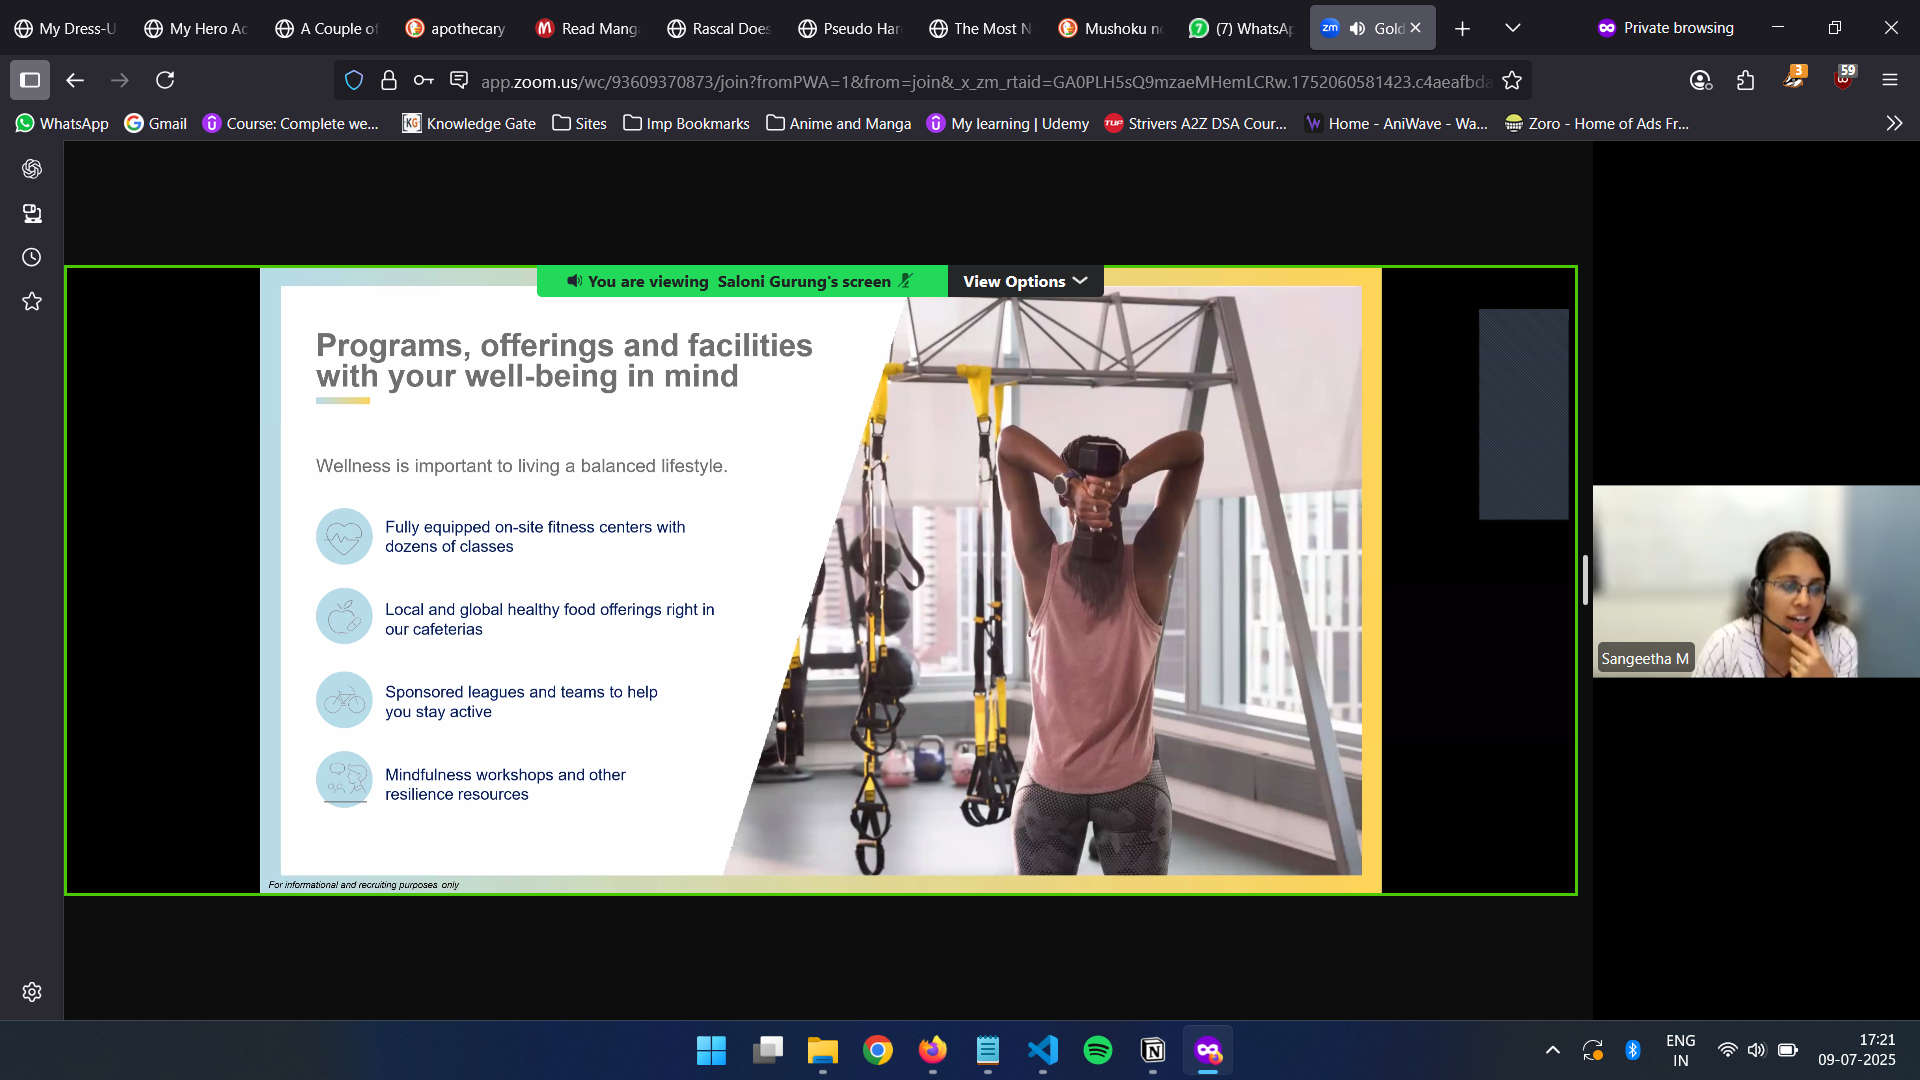 My Dress-U
My Hero Ac
A Couple of
apothecary
Read Mang
Rascal Does
Pseudo Har
The Most N
Mushoku no
(7) WhatsAp
zm
Gold
Private browsing
app.zoom.us/wc/93609370873/join?fromPWA=1&from=join&_x_zm_rtaid=GA0PLH5sQ9mzaeMHemLCRw.1752060581423.c4aeafbda
3
59
WhatsApp
Gmail
Course: Complete we...
KG
Knowledge Gate
Sites
Imp Bookmarks
Anime and Manga
My learning | Udemy
TUF
Strivers A2Z DSA Cour...
Home - AniWave - Wa...
Zoro - Home of Ads Fr...
You are viewing Saloni Gurung's screen
View Options
Programs, offerings and facilities
with your well-being in mind
Wellness is important to living a balanced lifestyle.
Fully equipped on-site fitness centers with
dozens of classes
Local and global healthy food offerings right in
our cafeterias
Sponsored leagues and teams to help
you stay active
Mindfulness workshops and other
resilience resources
For informational and recruiting purposes only
Sangeetha M
ENG
IN
17:21
09-07-2025